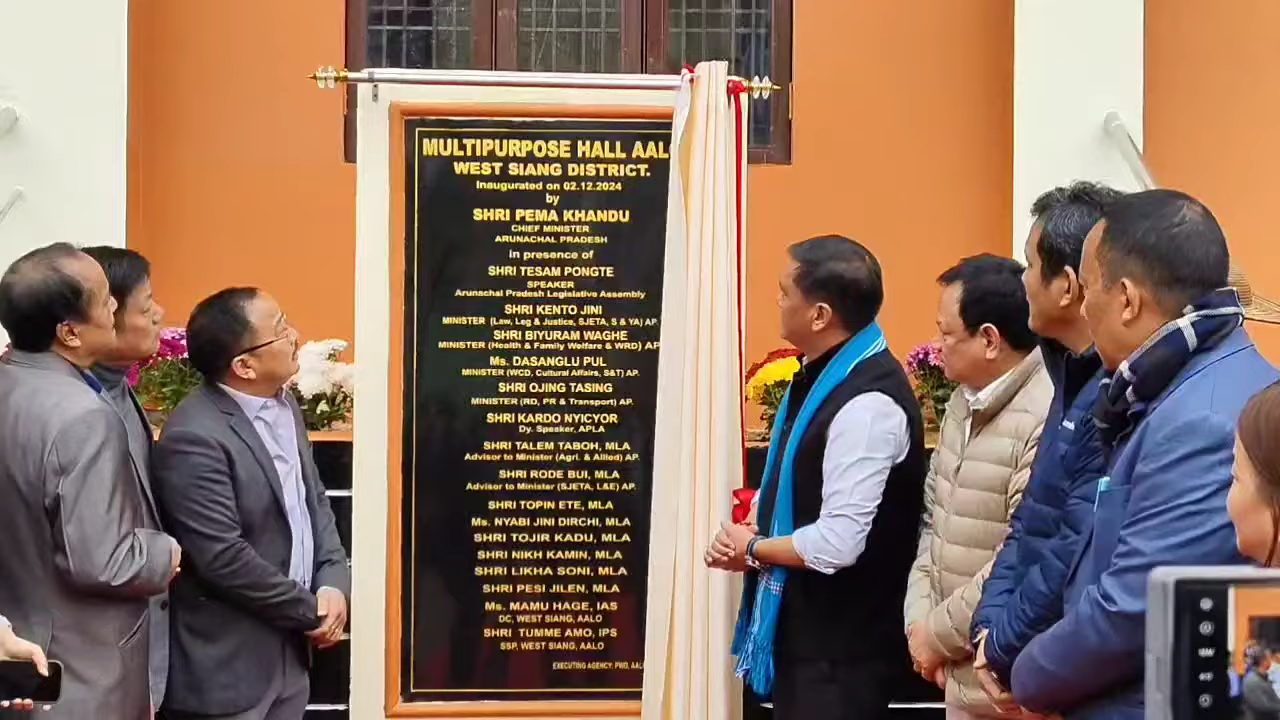 MULTIPURPOSE HALL AAL
WEST SIANG DISTRICT.
Inaugurated on 02.12.2024
by
SHRI PEMA KHANDU
CHIEF MINISTER
ARUNACHAL PRADESH
in presence of
SHRI TESAM PONGTE
SPEAKER
Arunachal Pradesh Legislative Assembly
SHRI KENTO JINI
MINISTER (Law, Leg & Justice, SJETA, S & YA) AP.
SHRI BIYURAM WAGHE
MINISTER (Health & Family Welfare & WRD) AP
Ms. DASANGLU PUL
MINISTER (WCD, Cultural Affairs, S&T) AP.
SHRI OJING TASING
MINISTER (RD, PR & Transport) AP.
SHRI KARDO NYICYOR
Dy. Speaker, APLA
SHRI TALEM TABOH, MLA
Advisor to Minister (Agri. & Allied) AP.
SHRI RODE BUI, MLA
Advisor to Minister (SJETA, L&E) AP.
SHRI TOPIN ETE, MLA
Ms. NYABI JINI DIRCHI, MLA
SHRI TOJIR KADU, MLA
SHRI NIKH KAMIN, MLA
SHRI LIKHA SONI, MLA
SHRI PESI JILEN, MLA
Ms. MAMU HAGE, IAS
DC, WEST SIANG, AALO
SHRI TUMME AMO, IPS
SSP, WEST SIANG, AALO
EXECUTING AGENCY: PWD, AAL